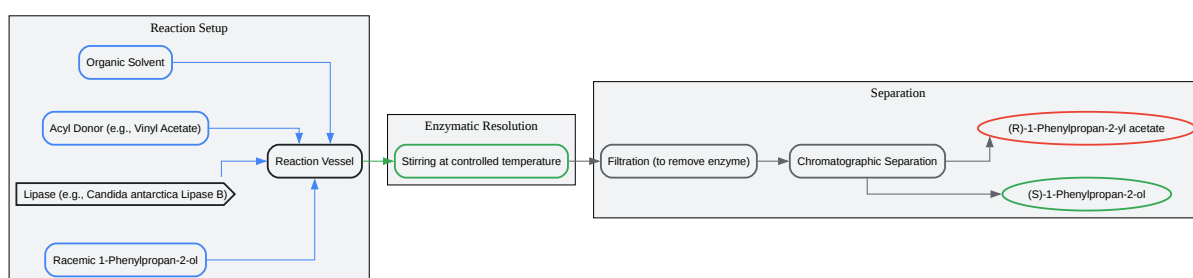 Reaction Setup
Organic Solvent
Acyl Donor (e.g., Vinyl Acetate)
Reaction Vessel
Lipase (e.g., Candida antarctica Lipase B)
Racemic 1-Phenylpropan-2-ol
Enzymatic Resolution
Stirring at controlled temperature
Separation
Filtration (to remove enzyme)
Chromatographic Separation
(R)-1-Phenylpropan-2-yl acetate
(S)-1-Phenylpropan-2-ol